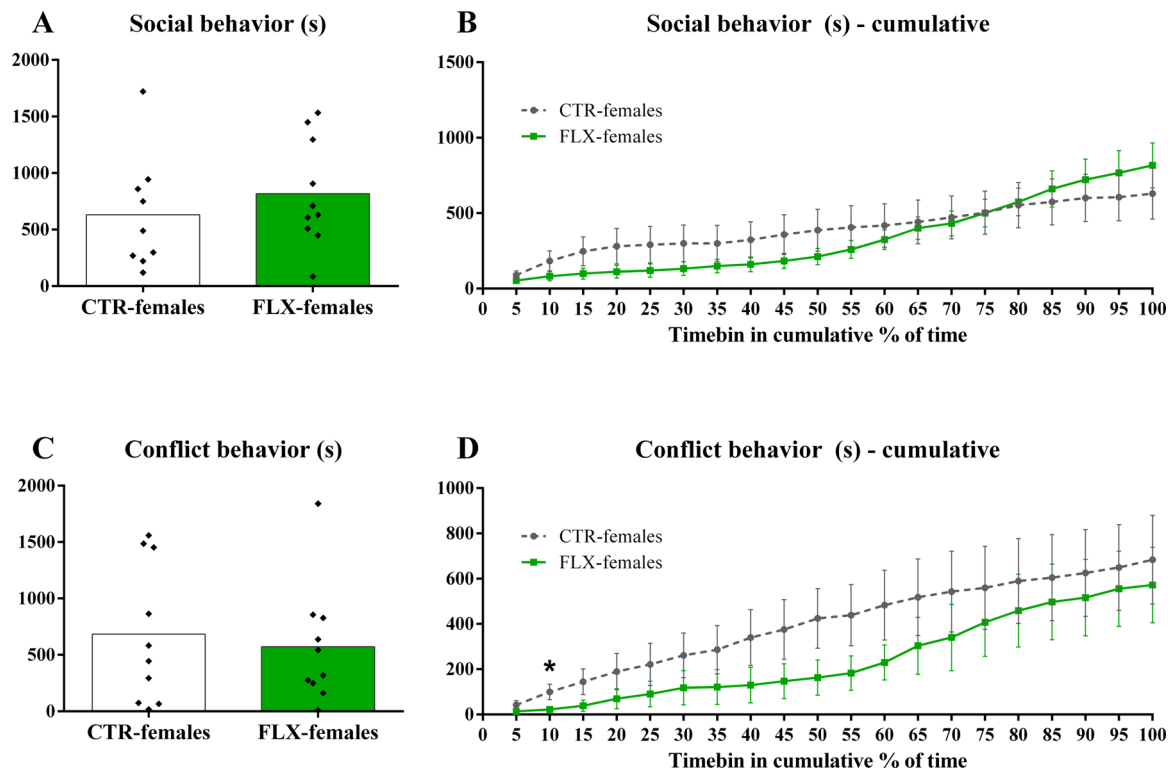 A
Social behavior (s)
2000
1500
1000
500
0
CTR-females
FLX-females
B
Social behavior  (s) - cumulative
1500
1000
500
0
CTR-females
FLX-females
0 5 10 15 20 25 30 35 40 45 50 55 60 65 70 75 80 85 90 95 100
Timebin in cumulative % of time
C
Conflict behavior (s)
2000
1500
1000
500
0
CTR-females
FLX-females
D
Conflict behavior  (s) - cumulative
1000
800
600
400
200
0
CTR-females
FLX-females
*
0 5 10 15 20 25 30 35 40 45 50 55 60 65 70 75 80 85 90 95 100
Timebin in cumulative % of time